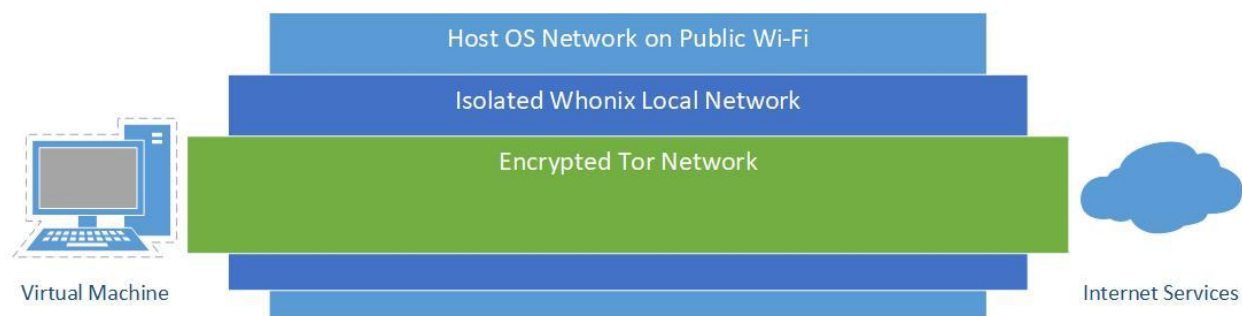 Host OS Network on Public Wi-Fi
Isolated Whonix Local Network
Encrypted Tor Network
Virtual Machine
Internet Services